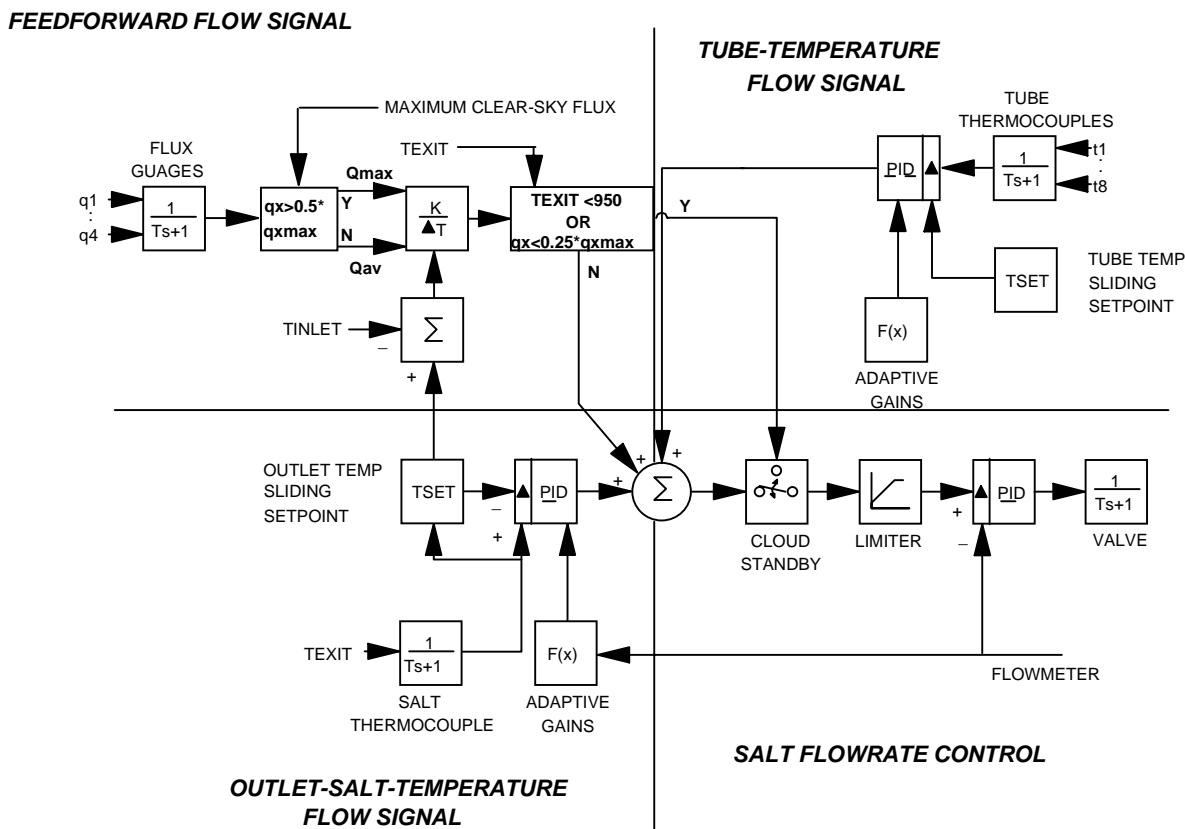 FEEDFORWARD FLOW SIGNAL
TUBE-TEMPERATURE
FLOW SIGNAL
MAXIMUM CLEAR-SKY FLUX
TUBE
THERMOCOUPLES
FLUX
GUAGES
TEXIT
q1
:
q4
1
Ts+1
qx>0.5*
qxmax
Qmax
Y
N
Qav
K
▲T
TEXIT <950
OR
qx<0.25*qxmax
Y
N
PID
▲
1
Ts+1
t1
:
t8
TSET
TUBE TEMP
SLIDING
SETPOINT
F(x)
ADAPTIVE
GAINS
TINLET
–
Σ
+
OUTLET TEMP
SLIDING
SETPOINT
TSET
–
+
▲
PID
+
+
+
Σ
CLOUD
STANDBY
LIMITER
+
–
▲
PID
1
Ts+1
VALVE
TEXIT
1
Ts+1
SALT
THERMOCOUPLE
F(x)
ADAPTIVE
GAINS
FLOWMETER
OUTLET-SALT-TEMPERATURE
FLOW SIGNAL
SALT FLOWRATE CONTROL